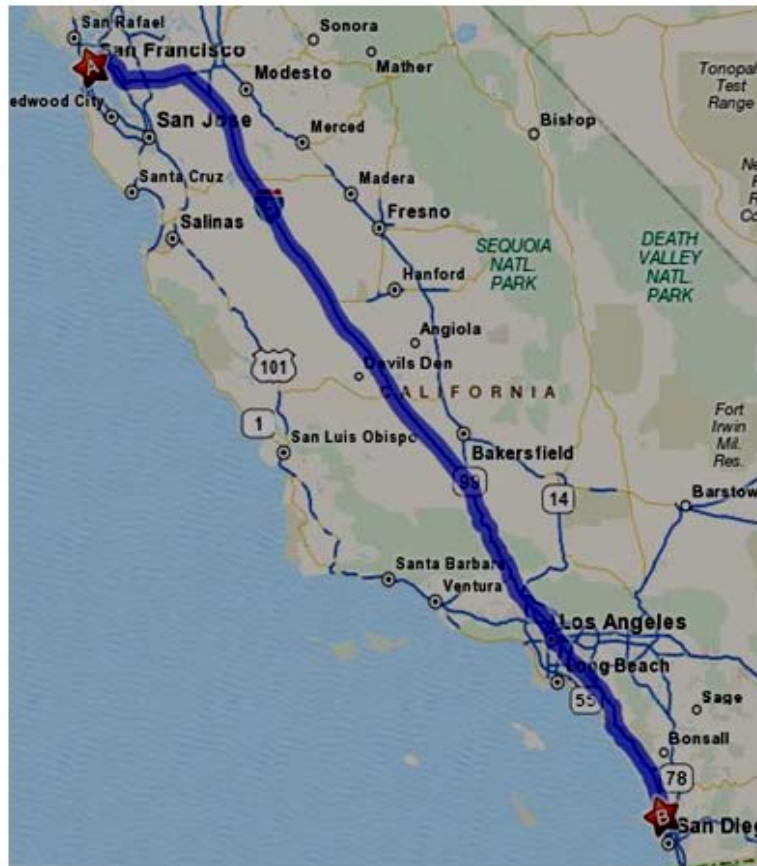 San Rafael
Sonora
San Francisco
A
Mather
Modesto
Tonopah
Test
Range
edwood City
San Jose
Merced
Bishop
Santa Cruz
Madera
Salinas
5
Fresno
SEQUOIA
NATL.
PARK
DEATH
VALLEY
NATL.
PARK
Hanford
Angiola
101
Devils Den
CALIFORNIA
1
San Luis Obispo
Bakersfield
Fort
Irwin
Mil.
Res.
99
14
Barstow
Santa Barbara
Ventura
Los Angeles
Long Beach
55
Sage
Bonsall
78
B
San Dieg